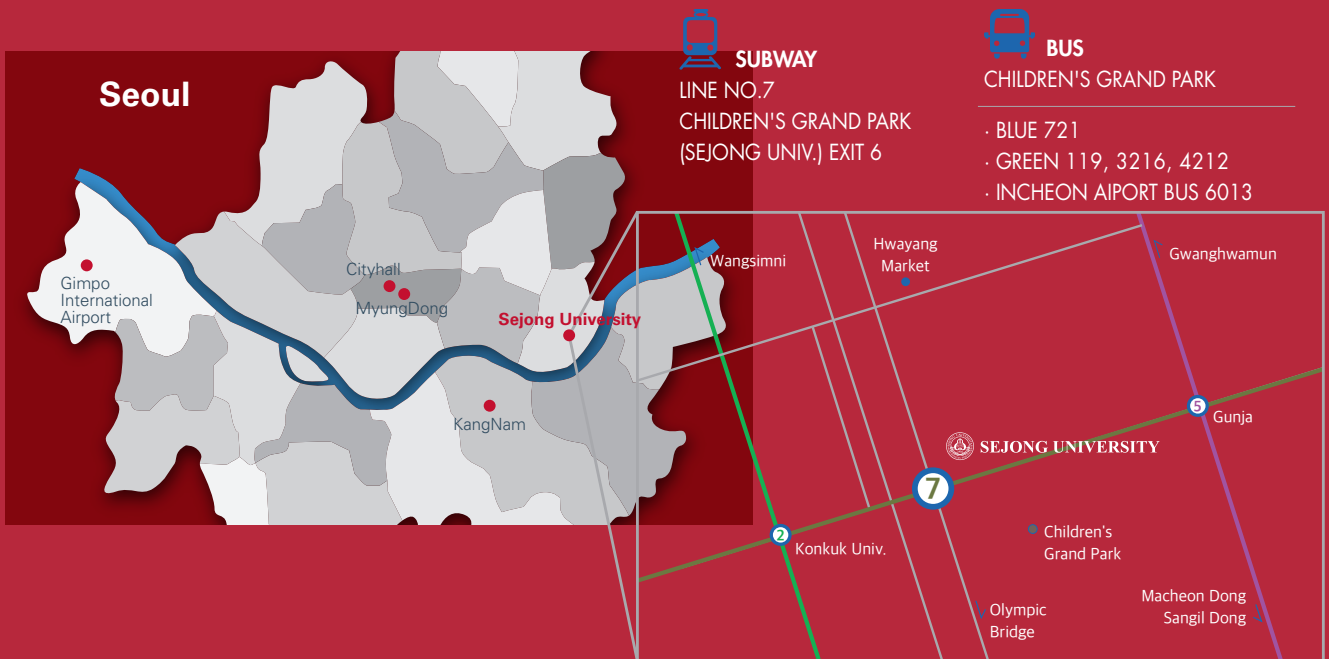 Seoul
Gimpo
International
Airport
Cityhall
MyungDong
Sejong University
KangNam
SUBWAY
LINE NO.7
CHILDREN'S GRAND PARK
(SEJONG UNIV.) EXIT 6
BUS
CHILDREN'S GRAND PARK
· BLUE 721
· GREEN 119, 3216, 4212
· INCHEON AIPORT BUS 6013
Wangsimni
Hwayang
Market
Gwanghwamun
5
Gunja
SEJONG UNIVERSITY
7
2
Konkuk Univ.
Children's
Grand Park
Olympic
Bridge
Macheon Dong
Sangil Dong